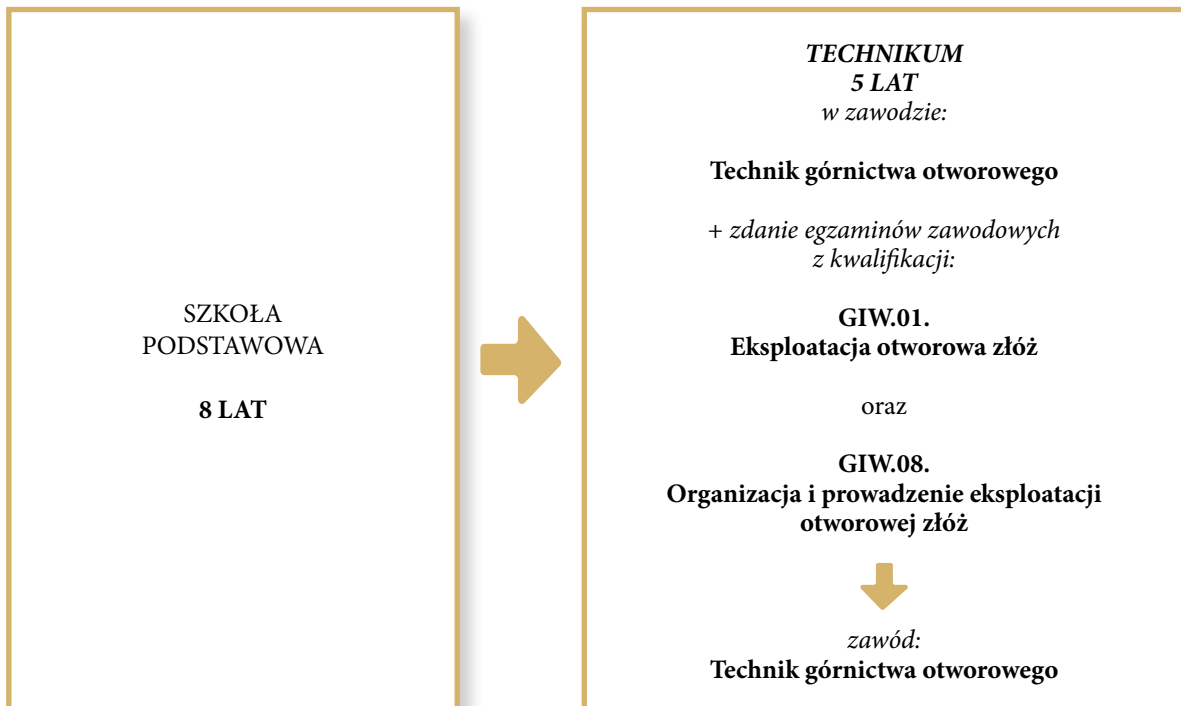 SZKOŁA
PODSTAWOWA
8 LAT
TECHNIKUM
5 LAT
w zawodzie:
Technik górnictwa otworowego
+ zdanie egzaminów zawodowych
z kwalifikacji:
GIW.01.
Eksploatacja otworowa złóż
oraz
GIW.08.
Organizacja i prowadzenie eksploatacji
otworowej złóż
zawód:
Technik górnictwa otworowego